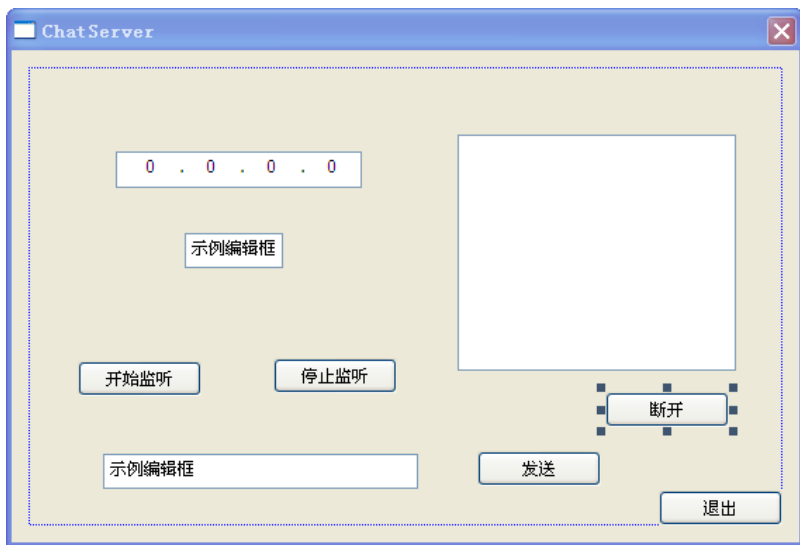 ChatServer
0 . 0 . 0 . 0
示例编辑框
开始监听
停止监听
断开
示例编辑框
发送
退出